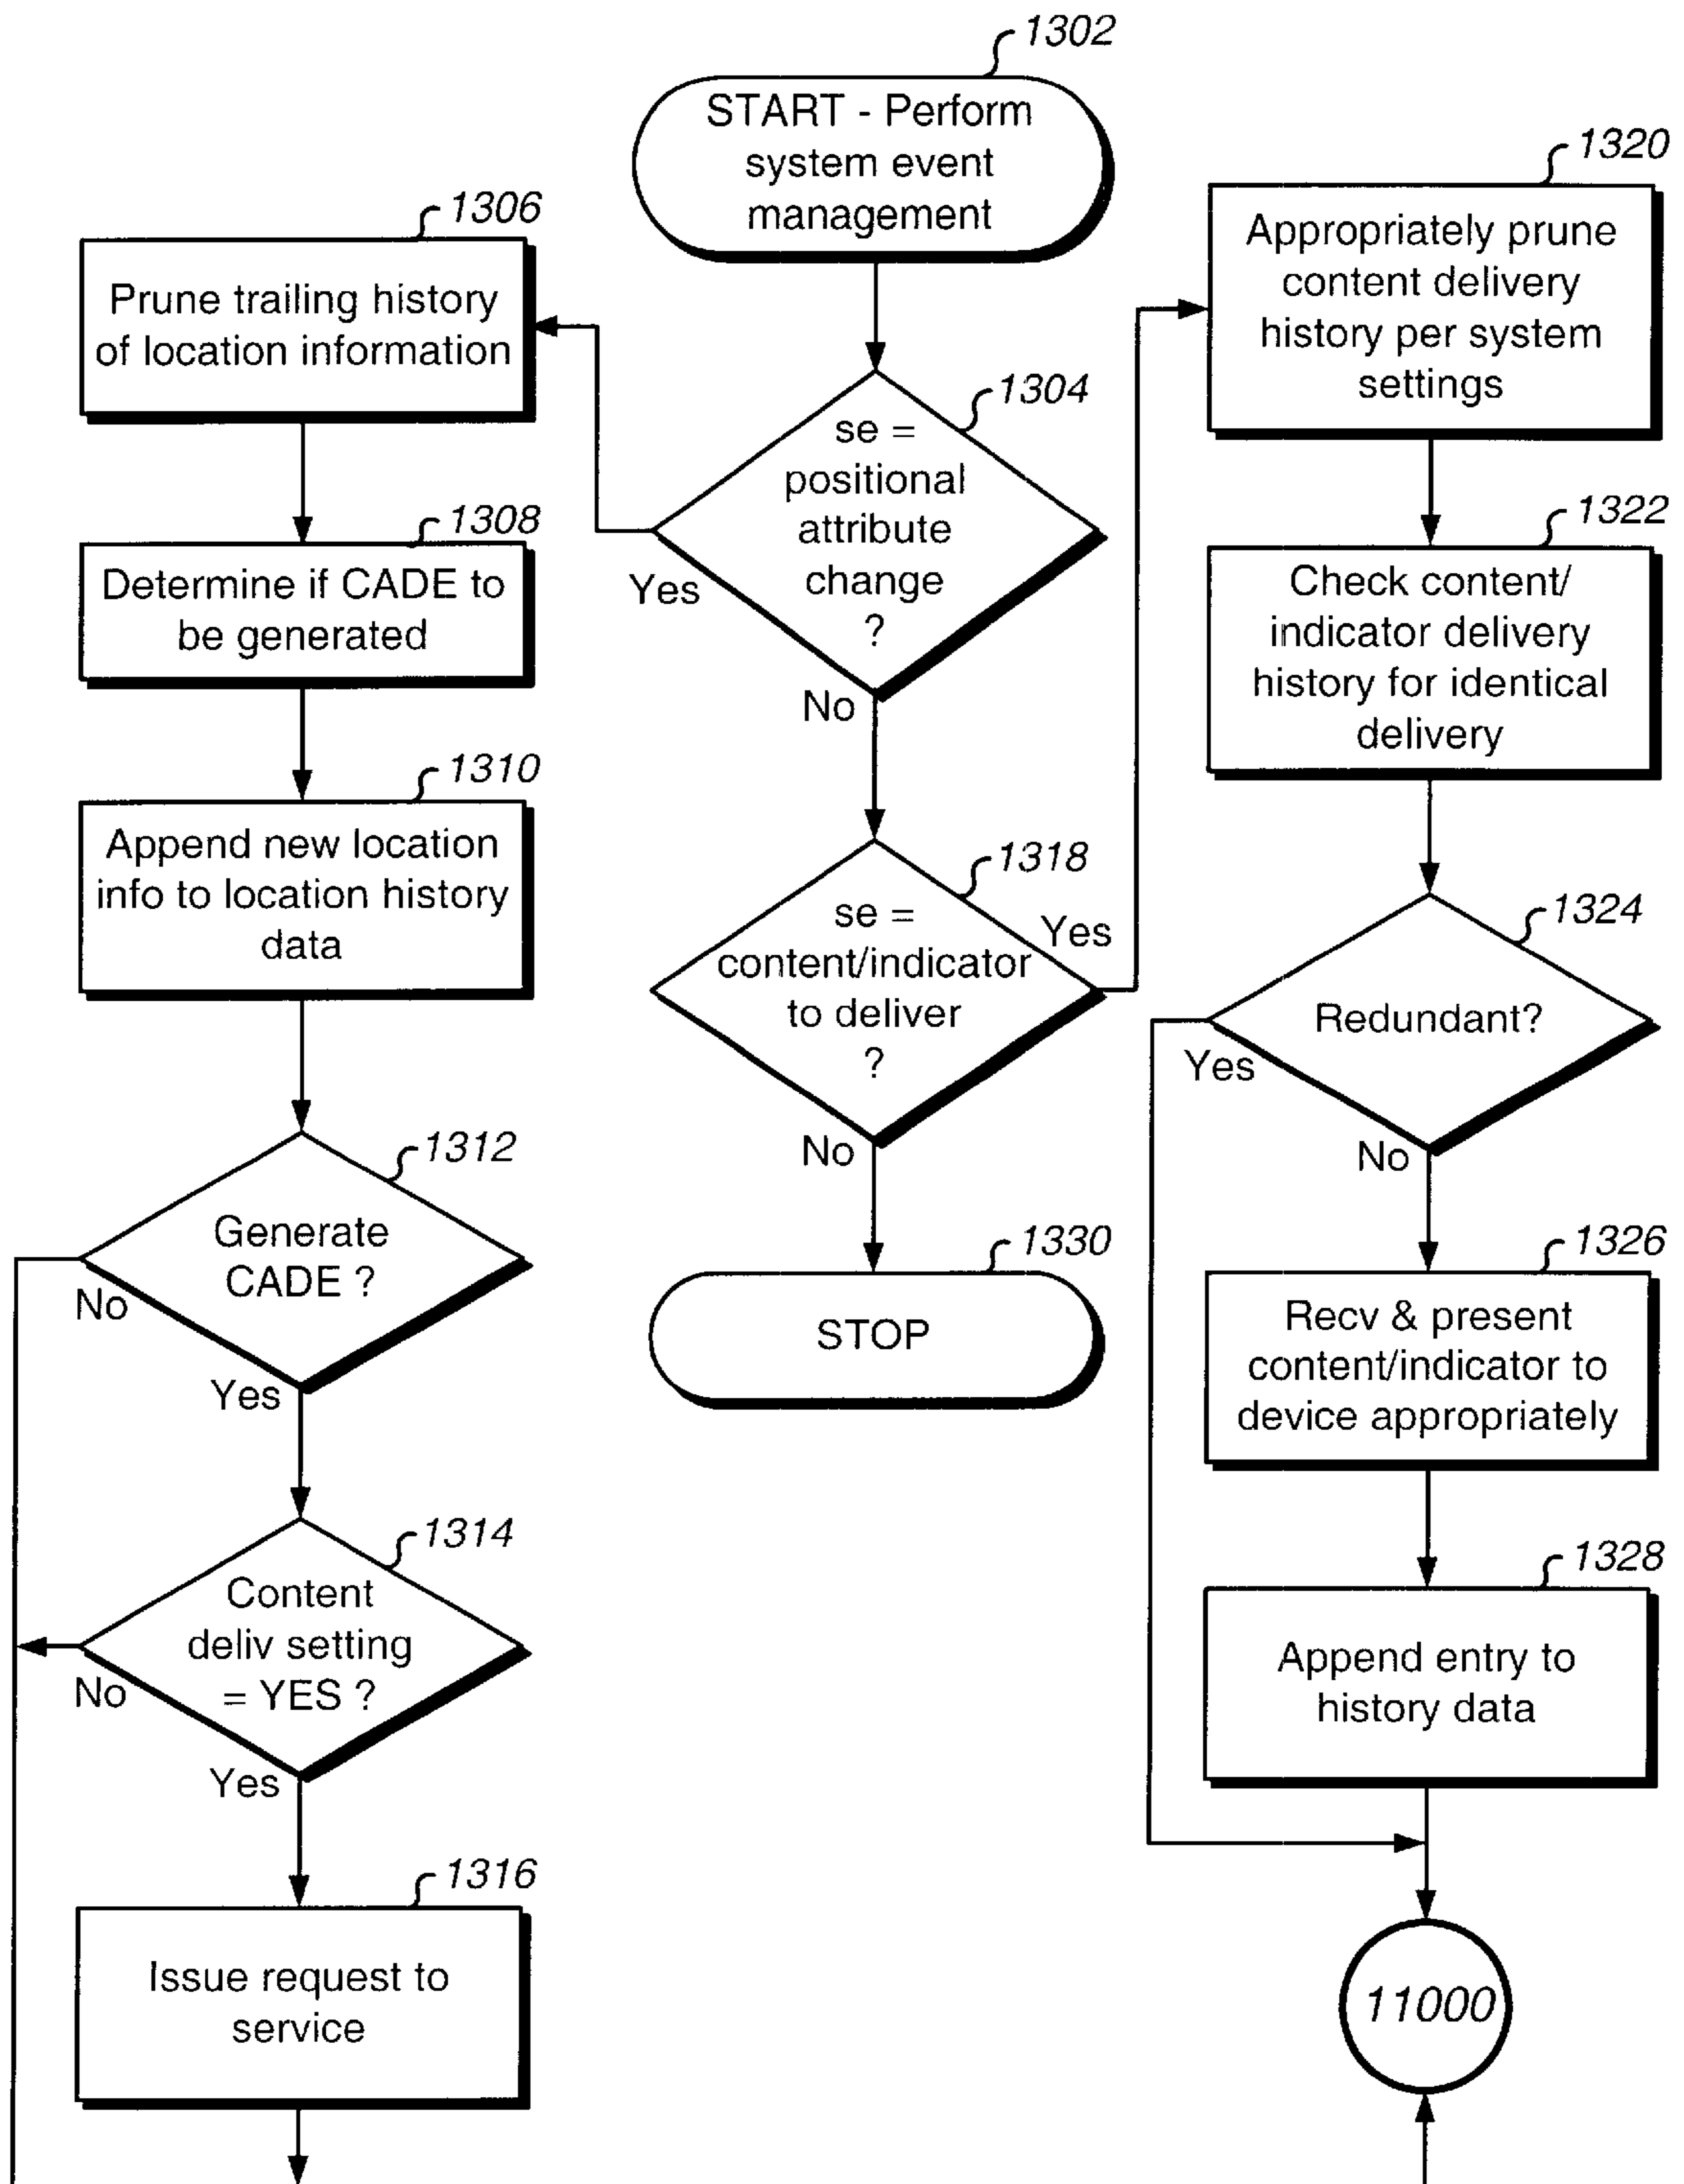 1302
START - Perform
system event
management
1304
se =
positional
attribute
change
?
Yes
No
1306
Prune trailing history
of location information
1308
Determine if CADE to
be generated
1310
Append new location
info to location history
data
1312
Generate
CADE ?
No
Yes
1314
Content
deliv setting
= YES ?
No
Yes
1316
Issue request to
service
1318
se =
content/indicator
to deliver
?
Yes
No
1330
STOP
1320
Appropriately prune
content delivery
history per system
settings
1322
Check content/
indicator delivery
history for identical
delivery
1324
Redundant?
Yes
No
1326
Recv & present
content/indicator to
device appropriately
1328
Append entry to
history data
11000